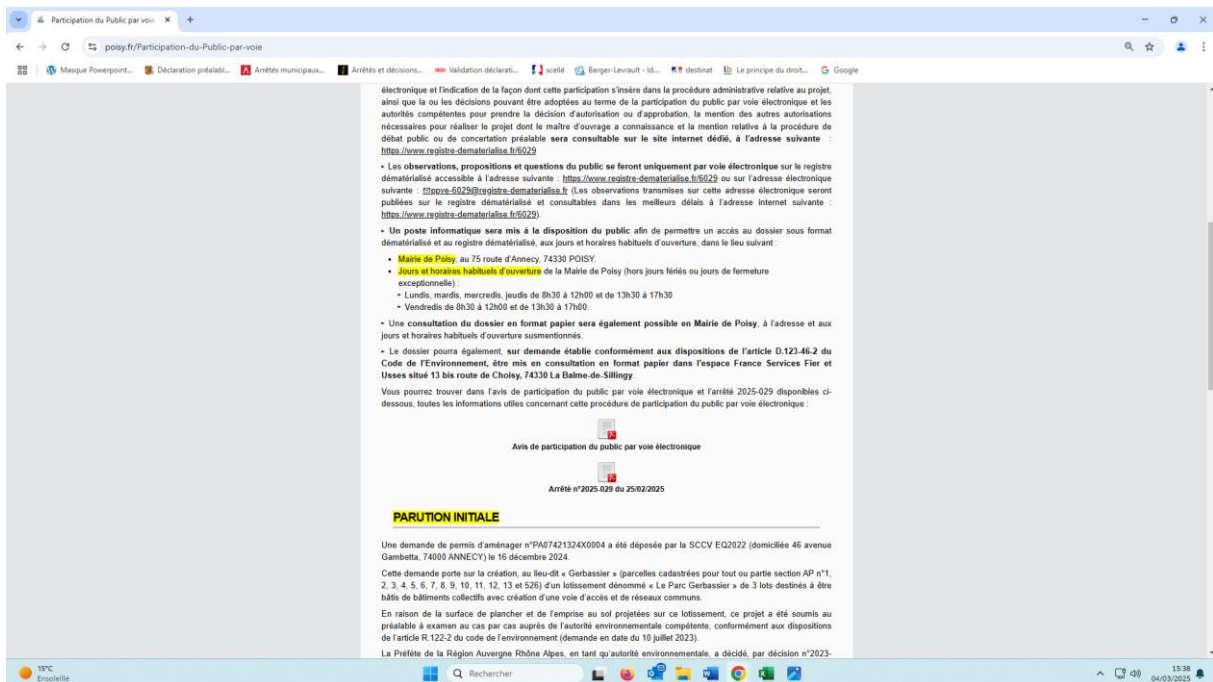 Participation du Public par voie
poisy.fr/Participation-du-Public-par-voie
Masque Powerpoint... Déclaration préalabl... Arrêtés municipaux... Arrêtés et décisions... Validation déclarati... scellé Berger-Levrault - Id... destinat Le principe du droit... Google
électronique et l'indication de la façon dont cette participation s'insère dans la procédure administrative relative au projet,
ainsi que la ou les décisions pouvant être adoptées au terme de la participation du public par voie électronique et les
autorités compétentes pour prendre la décision d'autorisation ou d'approbation, la mention des autres autorisations
nécessaires pour réaliser le projet dont le maître d'ouvrage a connaissance et la mention relative à la procédure de
débat public ou de concertation préalable sera consultable sur le site internet dédié, à l'adresse suivante :
https://www.registre-dematerialise.fr/6029
Les observations, propositions et questions du public se feront uniquement par voie électronique sur le registre
dématérialisé accessible à l'adresse suivante : https://www.registre-dematerialise.fr/6029 ou sur l'adresse électronique
suivante : ppve-6029@registre-dematerialise.fr (Les observations transmises sur cette adresse électronique seront
publiées sur le registre dématérialisé et consultables dans les meilleurs délais à l'adresse internet suivante :
https://www.registre-dematerialise.fr/6029).
Un poste informatique sera mis à la disposition du public afin de permettre un accès au dossier sous format
dématérialisé et au registre dématérialisé, aux jours et horaires habituels d'ouverture, dans le lieu suivant :
• Mairie de Poisy, au 75 route d'Annecy, 74330 POISY.
• Jours et horaires habituels d'ouverture de la Mairie de Poisy (hors jours fériés ou jours de fermeture
exceptionnelle) :
Lundis, mardis, mercredis, jeudis de 8h30 à 12h00 et de 13h30 à 17h30
Vendredis de 8h30 à 12h00 et de 13h30 à 17h00.
Une consultation du dossier en format papier sera également possible en Mairie de Poisy, à l'adresse et aux
jours et horaires habituels d'ouverture susmentionnés.
Le dossier pourra également, sur demande établie conformément aux dispositions de l'article D.123-46-2 du
Code de l'Environnement, être mis en consultation en format papier dans l'espace France Services Fier et
Usses situé 13 bis route de Choisy, 74330 La Balme-de-Sillingy.
Vous pourrez trouver dans l'avis de participation du public par voie électronique et l'arrêté 2025-029 disponibles ci-
dessous, toutes les informations utiles concernant cette procédure de participation du public par voie électronique :
Avis de participation du public par voie électronique
Arrêté n°2025-029 du 25/02/2025
PARUTION INITIALE
Une demande de permis d'aménager n°PA07421324X0004 a été déposée par la SCCV EQ2022 (domiciliée 46 avenue
Gambetta, 74000 ANNECY) le 16 décembre 2024.
Cette demande porte sur la création, au lieu-dit « Gerbassier » (parcelles cadastrées pour tout ou partie section AP n°1,
2, 3, 4, 5, 6, 7, 8, 9, 10, 11, 12, 13 et 526) d'un lotissement dénommé « Le Parc Gerbassier » de 3 lots destinés à être
bâtis de bâtiments collectifs avec création d'une voie d'accès et de réseaux communs.
En raison de la surface de plancher et de l'emprise au sol projetées sur ce lotissement, ce projet a été soumis au
préalable à examen au cas par cas auprès de l'autorité environnementale compétente, conformément aux dispositions
de l'article R.122-2 du code de l'environnement (demande en date du 10 juillet 2023).
La Préfète de la Région Auvergne Rhône Alpes, en tant qu'autorité environnementale, a décidé, par décision n°2023-
15°C
Ensoleillé
Rechercher
15:38
04/03/2025